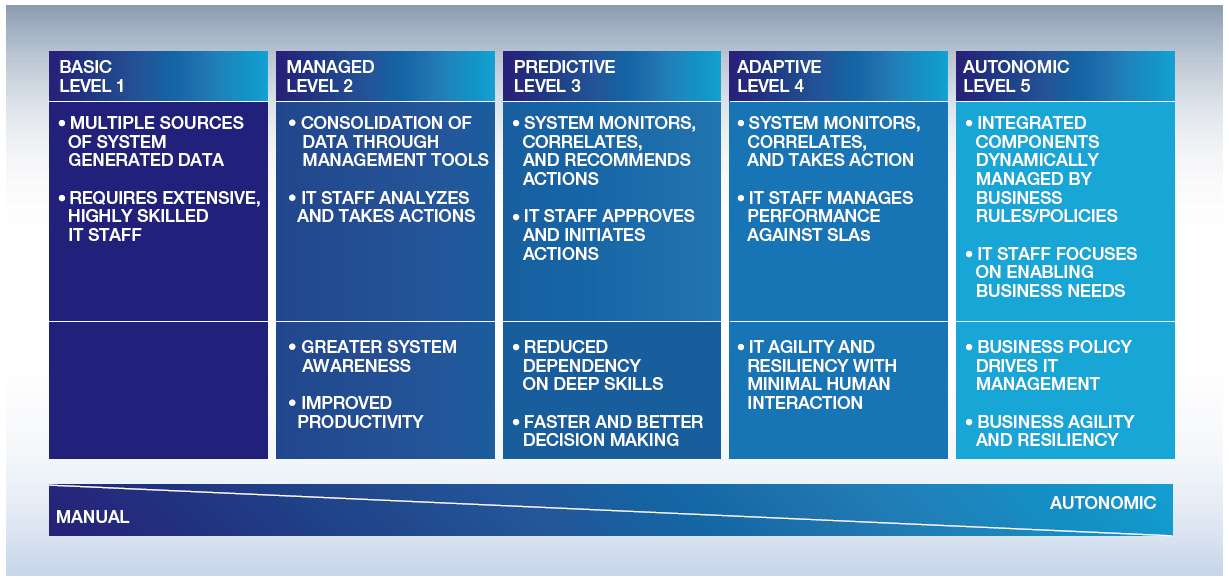 BASIC
LEVEL 1
• MULTIPLE SOURCES
OF SYSTEM
GENERATED DATA
• REQUIRES EXTENSIVE,
HIGHLY SKILLED
IT STAFF
MANAGED
LEVEL 2
• CONSOLIDATION OF
DATA THROUGH
MANAGEMENT TOOLS
• IT STAFF ANALYZES
AND TAKES ACTIONS
• GREATER SYSTEM
AWARENESS
• IMPROVED
PRODUCTIVITY
PREDICTIVE
LEVEL 3
• SYSTEM MONITORS,
CORRELATES,
AND RECOMMENDS
ACTIONS
• IT STAFF APPROVES
AND INITIATES
ACTIONS
• REDUCED
DEPENDENCY
ON DEEP SKILLS
• FASTER AND BETTER
DECISION MAKING
ADAPTIVE
LEVEL 4
• SYSTEM MONITORS,
CORRELATES,
AND TAKES ACTION
• IT STAFF MANAGES
PERFORMANCE
AGAINST SLAs
• IT AGILITY AND
RESILIENCY WITH
MINIMAL HUMAN
INTERACTION
AUTONOMIC
LEVEL 5
• INTEGRATED
COMPONENTS
DYNAMICALLY
MANAGED BY
BUSINESS
RULES/POLICIES
• IT STAFF FOCUSES
ON ENABLING
BUSINESS NEEDS
• BUSINESS POLICY
DRIVES IT
MANAGEMENT
• BUSINESS AGILITY
AND RESILIENCY
MANUAL
AUTONOMIC